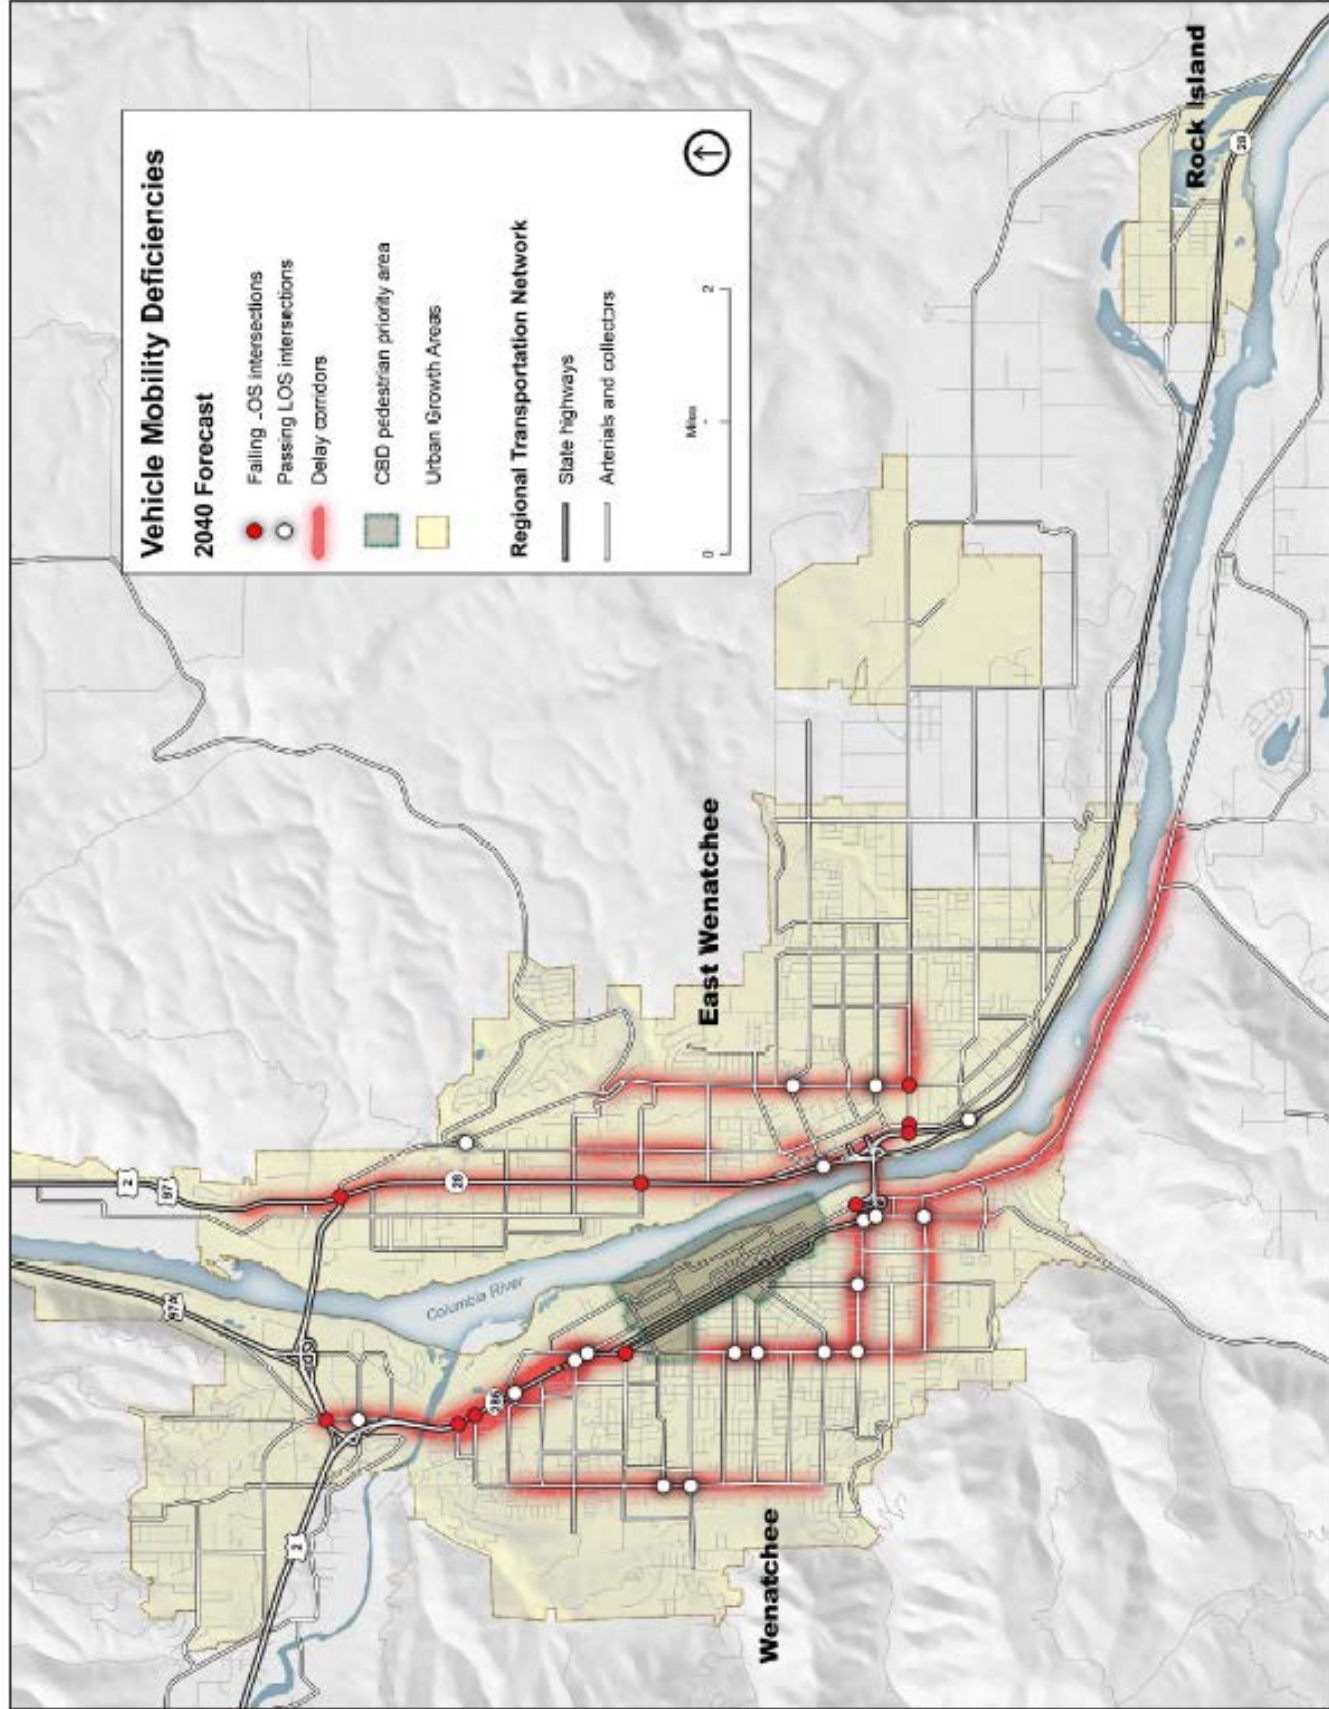 Vehicle Mobility Deficiencies
2040 Forecast
Failing LOS intersections
Passing LOS intersections
Delay corridors
CBD pedestrian priority area
Urban Growth Areas
Regional Transportation Network
State highways
Arterials and collectors
Miles
0
2
2
97
28
97A
Columbia River
2
East Wenatchee
Wenatchee
Rock Island
28